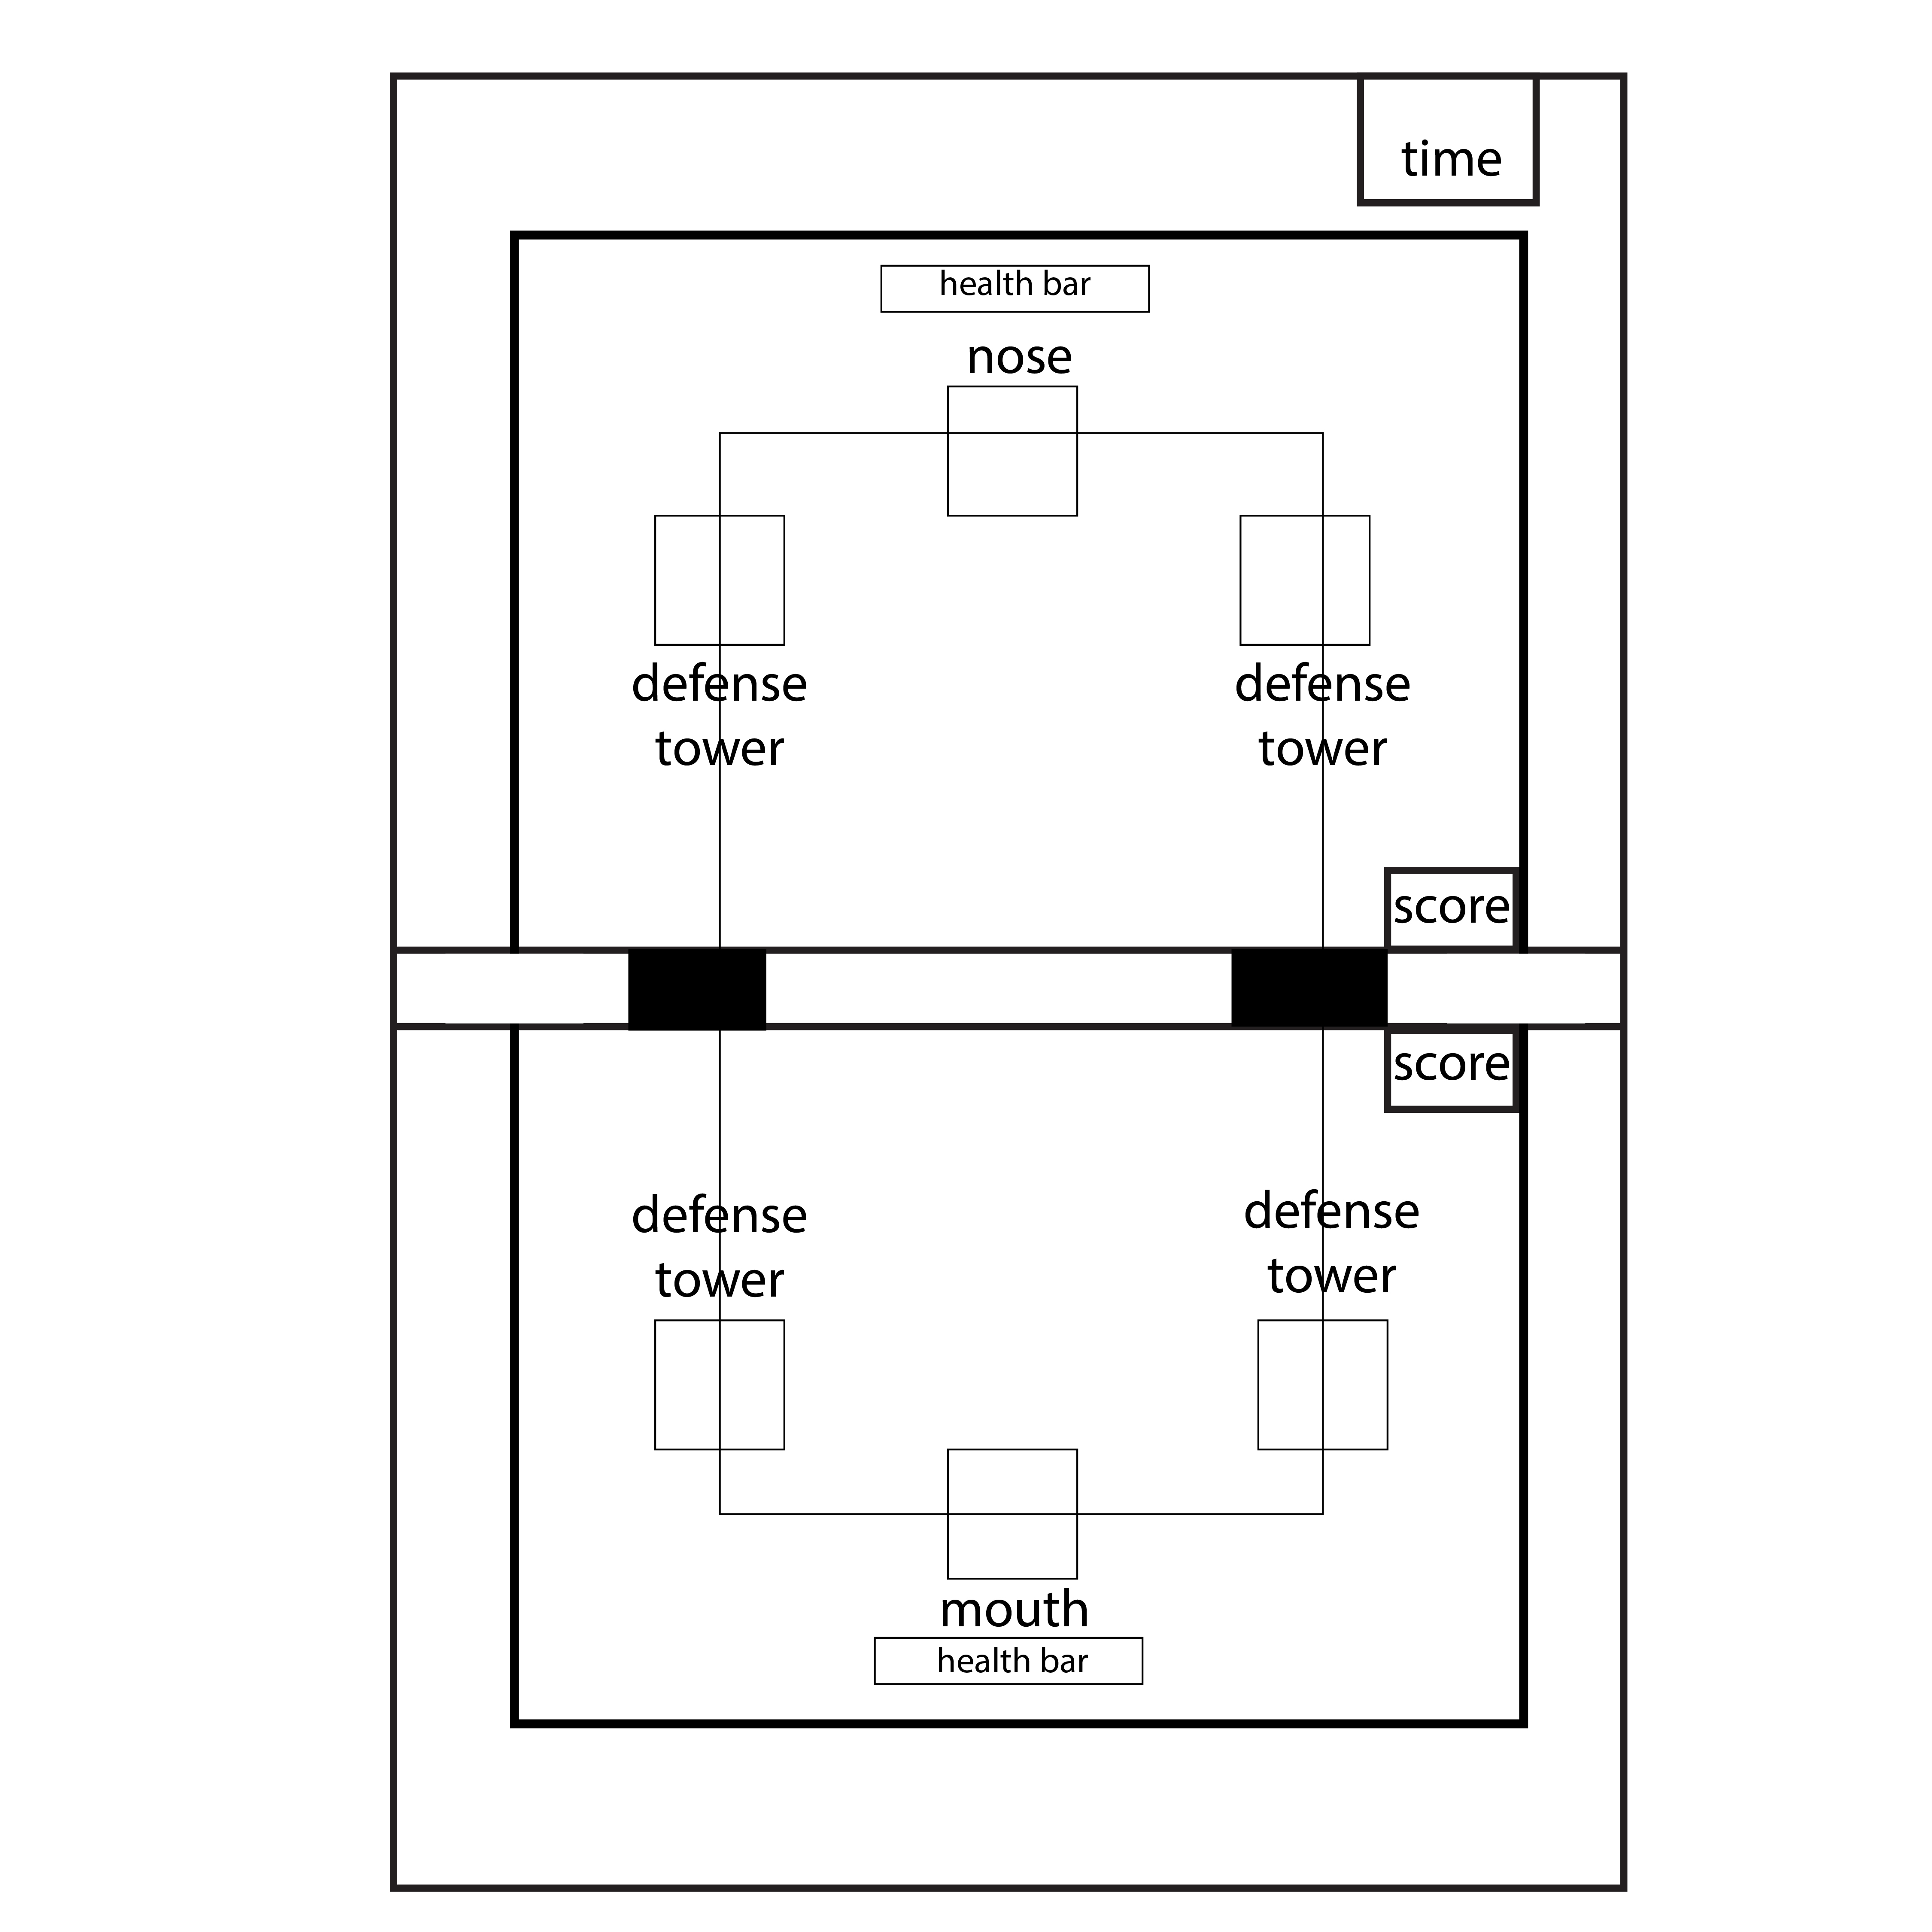 time
health bar
nose
defense
tower
defense
tower
score
score
defense
tower
defense
tower
mouth
health bar